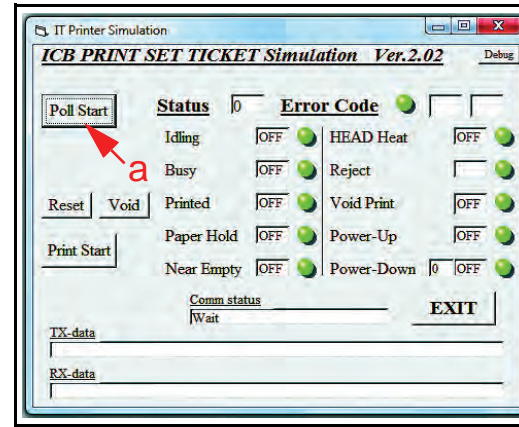 IT Printer Simulation
ICB PRINT SET TICKET Simulation Ver.2.02 Debug
Poll Start Status 0 Error Code
a
Idling OFF HEAD Heat OFF
Busy OFF Reject
Reset Void Printed OFF Void Print OFF
Print Start Paper Hold OFF Power-Up OFF
Near Empty OFF Power-Down 0 OFF
Comm status
Wait
EXIT
TX-data
RX-data